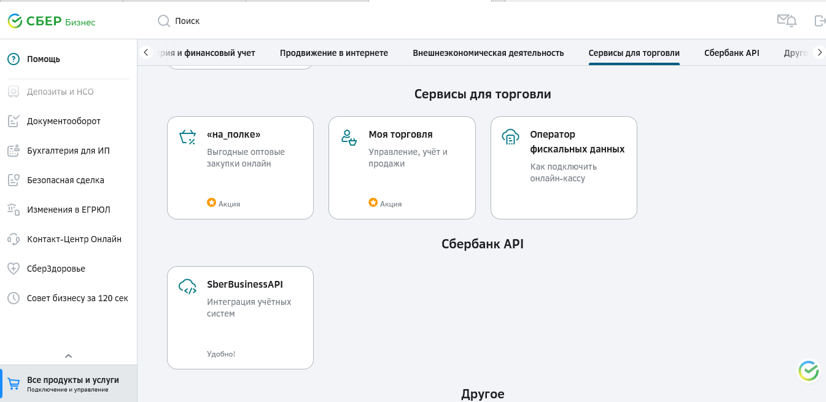 СБЕР Бизнес
Поиск
Помощь
Депозиты и НСО
Документооборот
Бухгалтерия для ИП
Безопасная сделка
Изменения в ЕГРЮЛ
Контакт-Центр Онлайн
СберЗдоровье
Совет бизнесу за 120 сек
Все продукты и услуги
Подключение и управление
и финансовый учет
Продвижение в интернете
Внешнеэкономическая деятельность
Сервисы для торговли
Сбербанк API
Друго
Сервисы для торговли
«на_полке»
Выгодные оптовые
закупки онлайн
Акция
Моя торговля
Управление, учёт и
продажи
Акция
Оператор
фискальных данных
Как подключить
онлайн-кассу
Сбербанк API
SberBusinessAPI
Интеграция учётных
систем
Удобно!
Другое